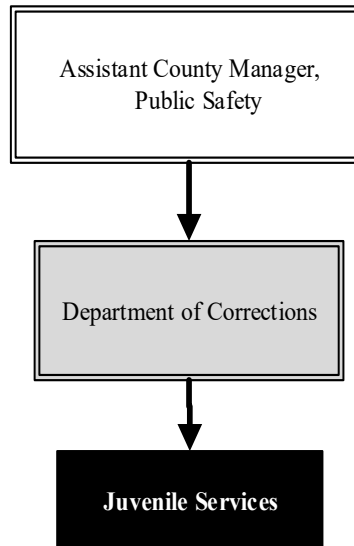 Assistant County Manager,
Public Safety
Department of Corrections
Juvenile Services